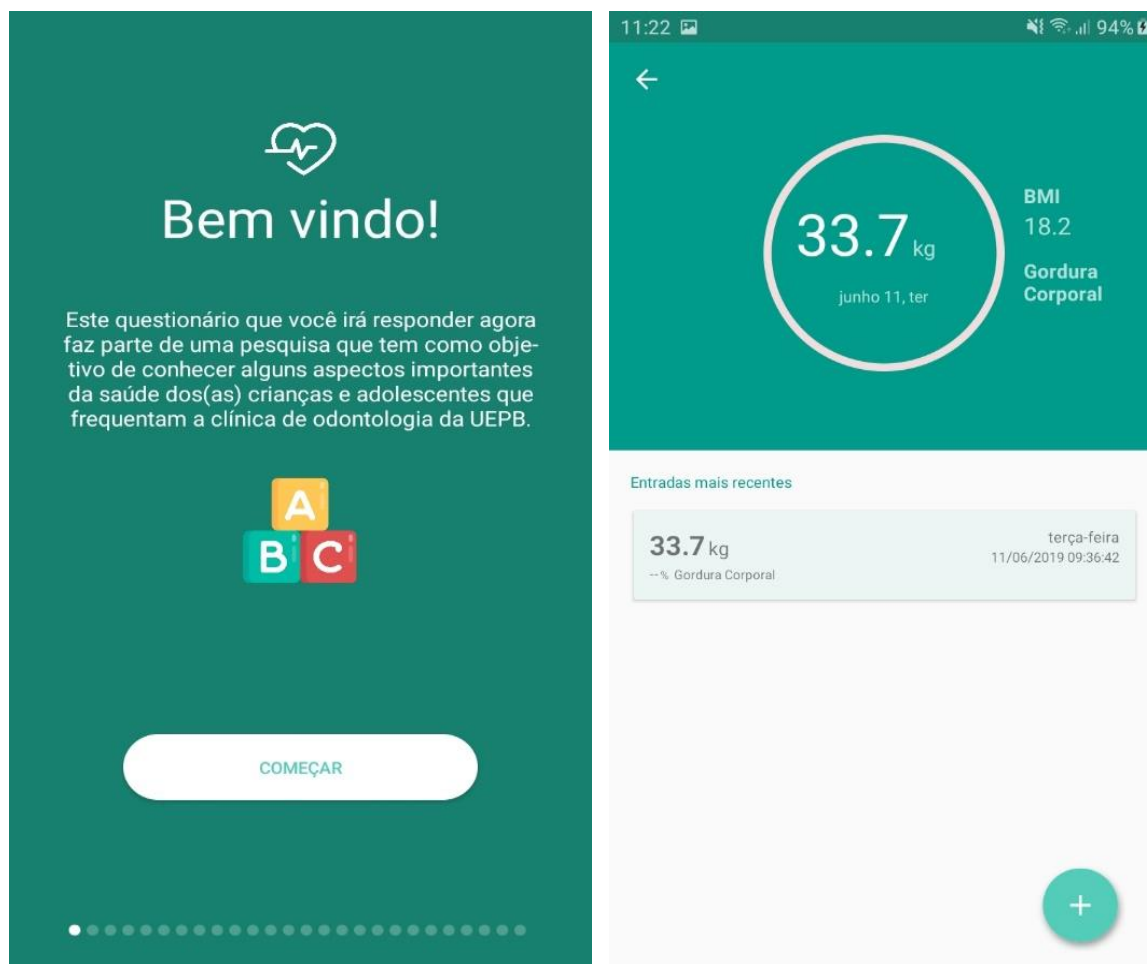 Bem vindo!
Este questionário que você irá responder agora
faz parte de uma pesquisa que tem como obje-
tivo de conhecer alguns aspectos importantes
da saúde dos(as) crianças e adolescentes que
frequentam a clínica de odontologia da UEPB.
A
B C
COMEÇAR
11:22 94%
33.7 kg
junho 11, ter
BMI
18.2
Gordura
Corporal
Entradas mais recentes
33.7 kg
--% Gordura Corporal
terça-feira
11/06/2019 09:36:42
+